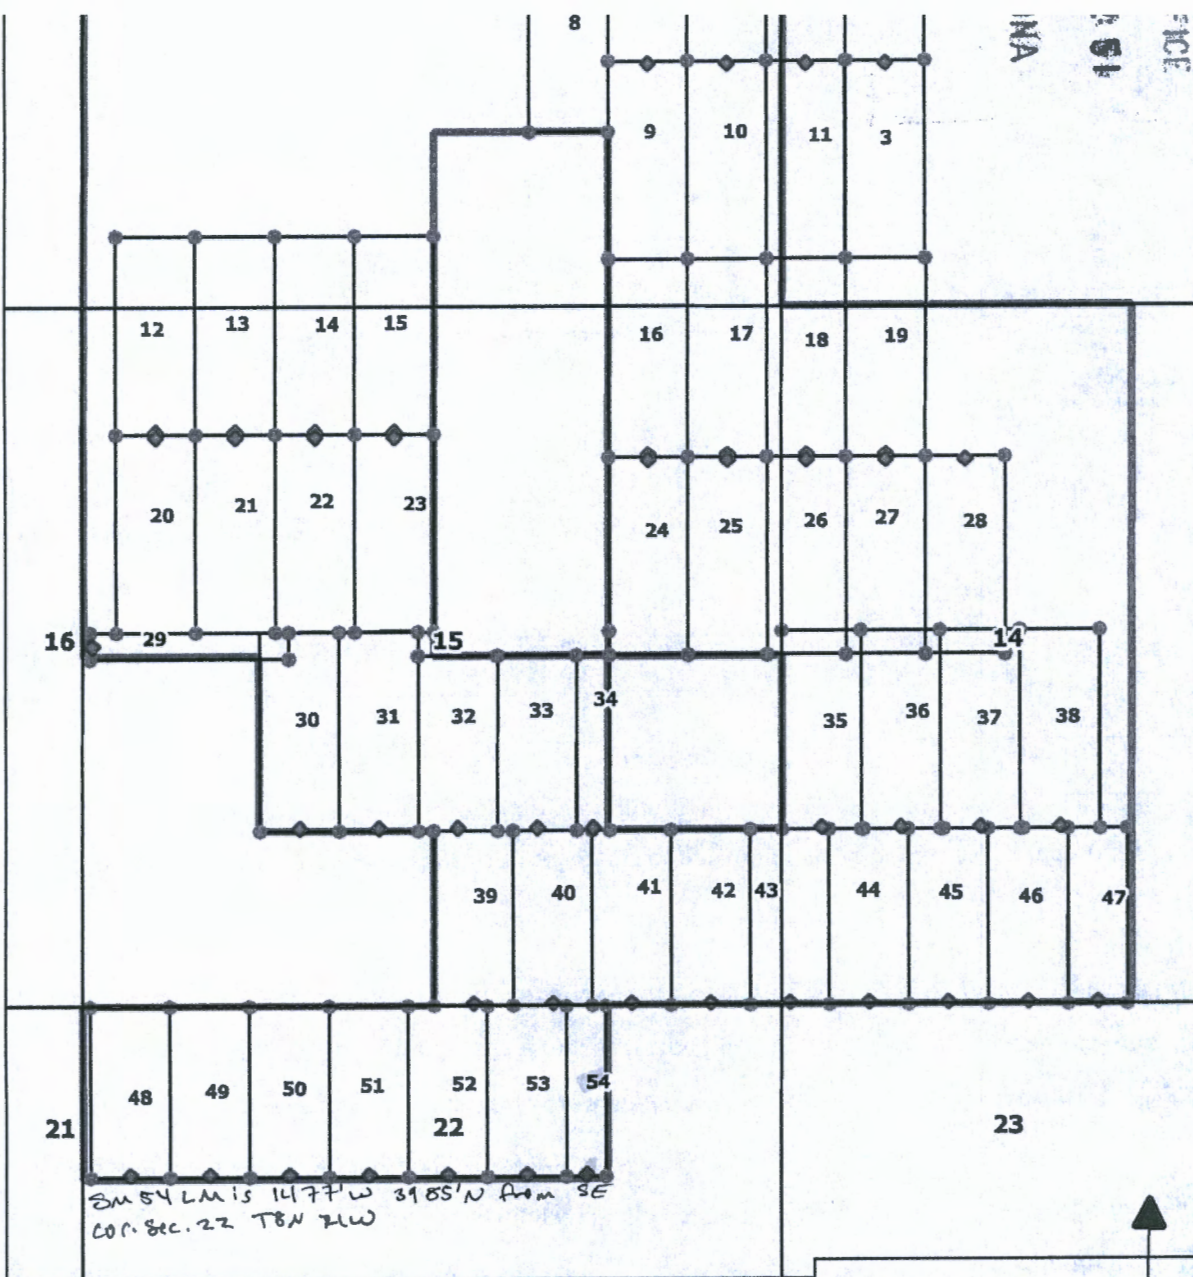 8
NA
51
FICE
9 10 11 3
12 13 14 15 16 17 18 19
20 21 22 23 24 25 26 27 28
16 29 15 14
30 31 32 33 34 35 36 37 38
39 40 41 42 43 44 45 46 47
48 49 50 51 52 53 54
21 22 23
SM 54 LM is 1477'W 3985'N from SE
cor. Sec. 22 T8N R1W